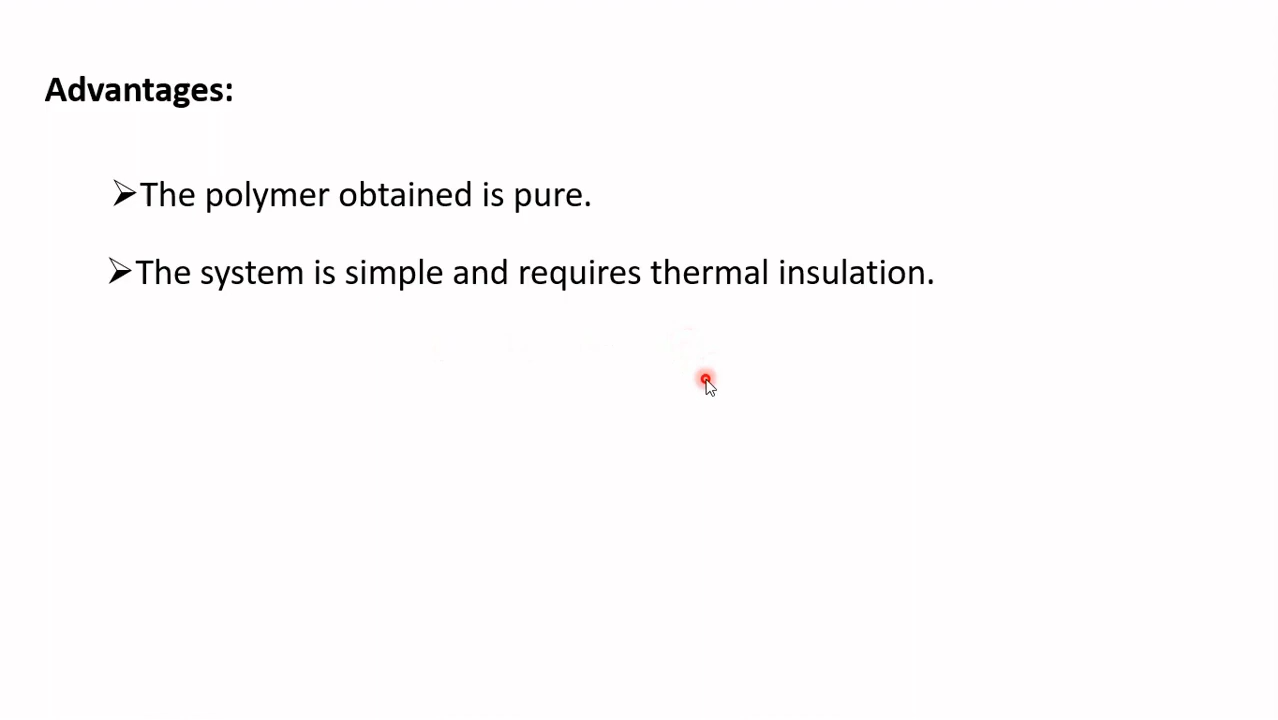 Advantages:
➢The polymer obtained is pure.
➢The system is simple and requires thermal insulation.